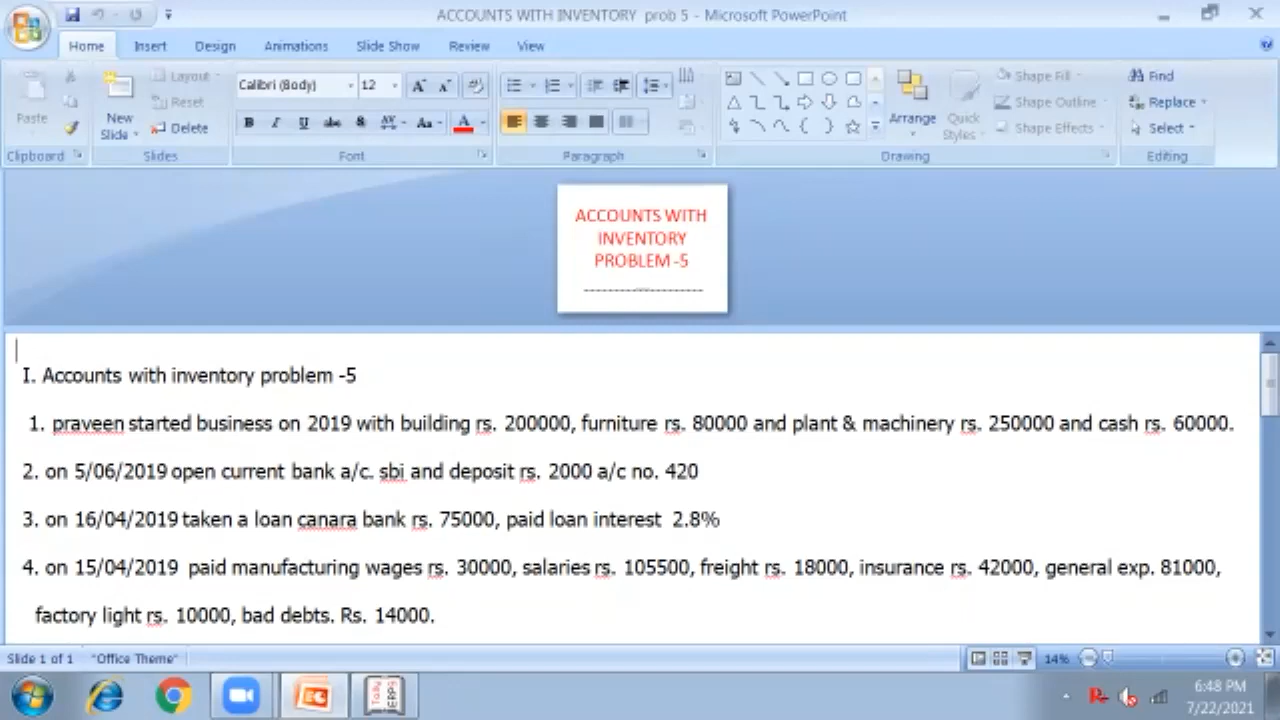 ACCOUNTS WITH INVENTORY prob 5 - Microsoft PowerPoint
Home Insert Design Animations Slide Show Review View
Paste
Clipboard
New Slide
Layout
Reset
Delete
Slides
Calibri (Body) 12
Font
Paragraph
Arrange
Quick Styles
Shape Fill
Shape Outline
Shape Effects
Drawing
Find
Replace
Select
Editing
ACCOUNTS WITH
INVENTORY
PROBLEM -5
I. Accounts with inventory problem -5
1. praveen started business on 2019 with building rs. 200000, furniture rs. 80000 and plant & machinery rs. 250000 and cash rs. 60000.
2. on 5/06/2019 open current bank a/c. sbi and deposit rs. 2000 a/c no. 420
3. on 16/04/2019 taken a loan canara bank rs. 75000, paid loan interest 2.8%
4. on 15/04/2019 paid manufacturing wages rs. 30000, salaries rs. 105500, freight rs. 18000, insurance rs. 42000, general exp. 81000,
factory light rs. 10000, bad debts. Rs. 14000.
Slide 1 of 1 "Office Theme" 14%
Tally ERP9
6:48 PM
7/22/2021